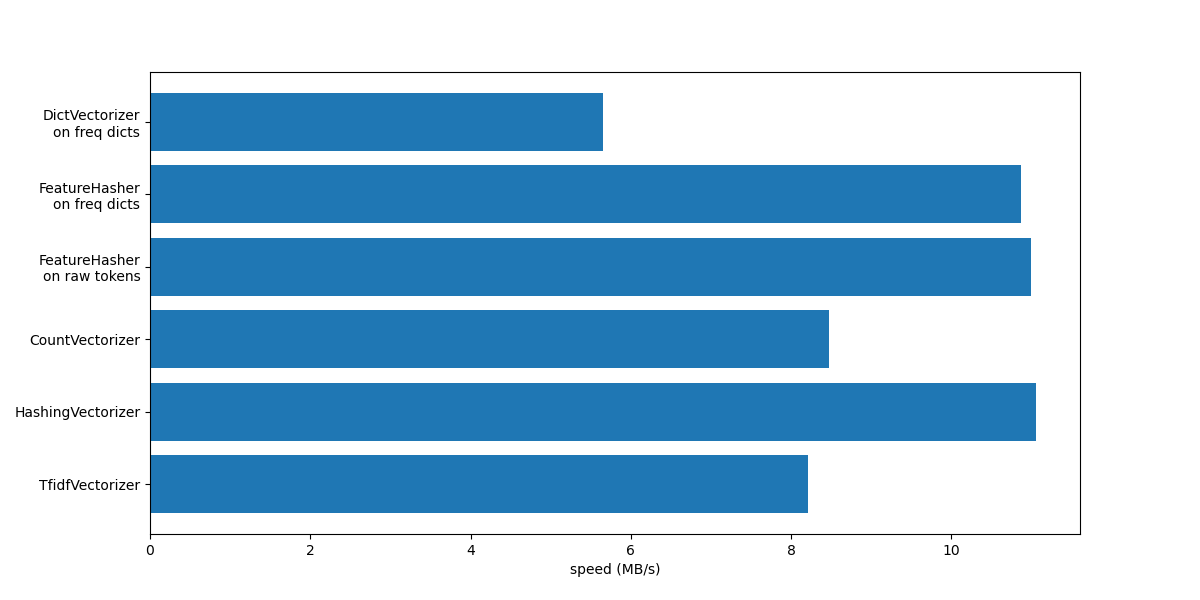 DictVectorizer
on freq dicts
FeatureHasher
on freq dicts
FeatureHasher
on raw tokens
CountVectorizer
HashingVectorizer
TfidfVectorizer
0 2 4 6 8 10
speed (MB/s)